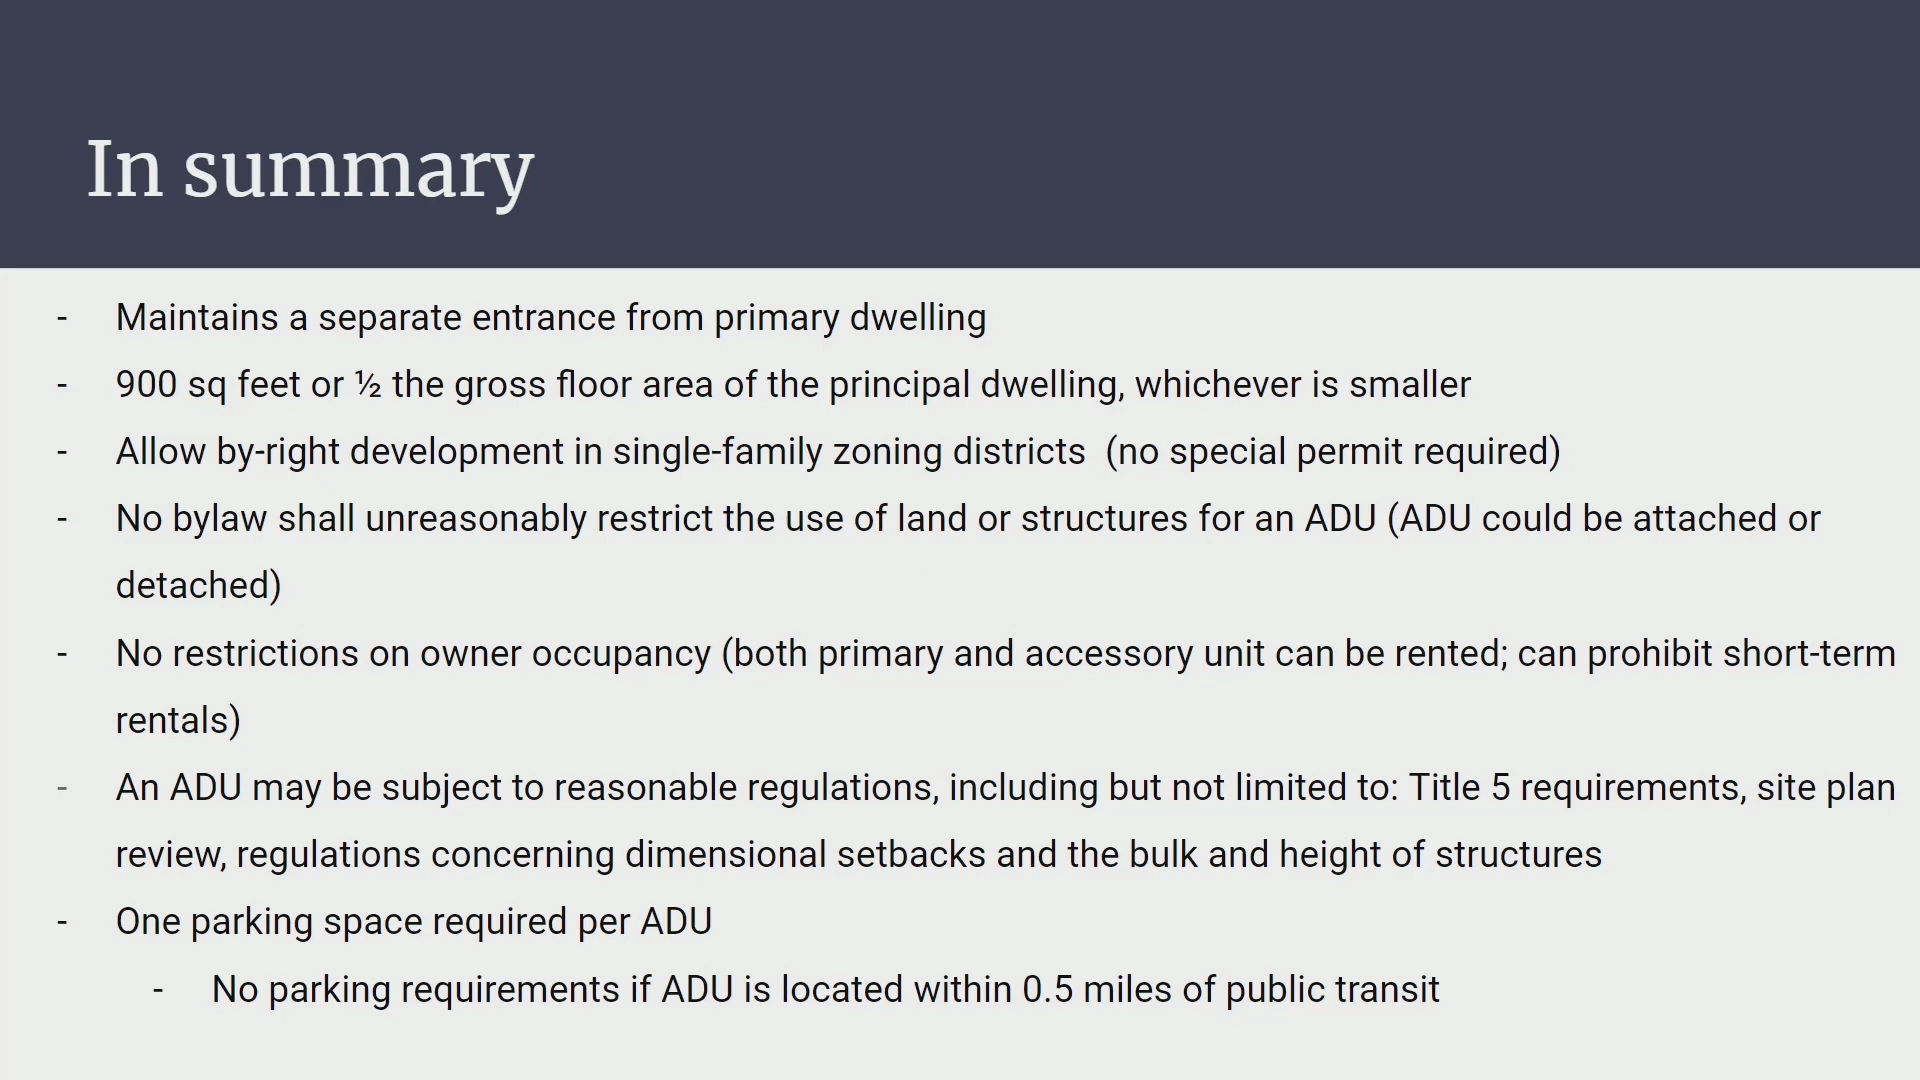 In summary
- Maintains a separate entrance from primary dwelling
- 900 sq feet or ½ the gross floor area of the principal dwelling, whichever is smaller
- Allow by-right development in single-family zoning districts  (no special permit required)
- No bylaw shall unreasonably restrict the use of land or structures for an ADU (ADU could be attached or
detached)
- No restrictions on owner occupancy (both primary and accessory unit can be rented; can prohibit short-term
rentals)
- An ADU may be subject to reasonable regulations, including but not limited to: Title 5 requirements, site plan
review, regulations concerning dimensional setbacks and the bulk and height of structures
- One parking space required per ADU
- No parking requirements if ADU is located within 0.5 miles of public transit